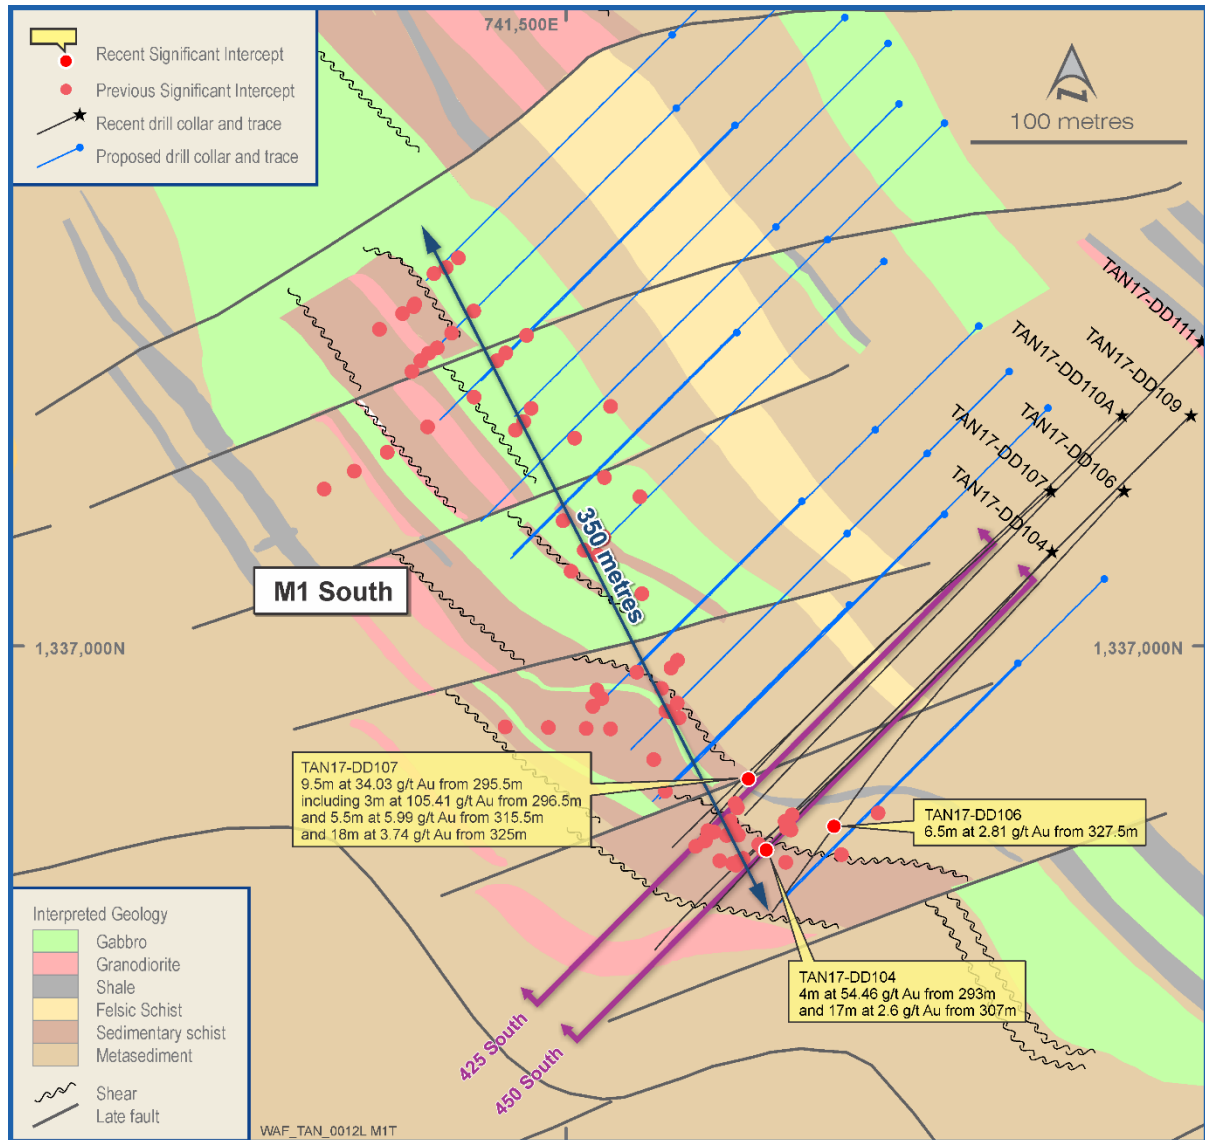 741,500E
Recent Significant Intercept
Previous Significant Intercept
Recent drill collar and trace
Proposed drill collar and trace
N
100 metres
TAN17-DD111
TAN17-DD109
TAN17-DD110A
TAN17-DD106
TAN17-DD107
TAN17-DD104
350 metres
M1 South
1,337,000N
1,337,000N
TAN17-DD107
9.5m at 34.03 g/t Au from 295.5m
including 3m at 105.41 g/t Au from 296.5m
and 5.5m at 5.99 g/t Au from 315.5m
and 18m at 3.74 g/t Au from 325m
TAN17-DD106
6.5m at 2.81 g/t Au from 327.5m
TAN17-DD104
4m at 54.46 g/t Au from 293m
and 17m at 2.6 g/t Au from 307m
425 South
450 South
Interpreted Geology
Gabbro
Granodiorite
Shale
Felsic Schist
Sedimentary schist
Metasediment
Shear
Late fault
WAF_TAN_0012L M1T